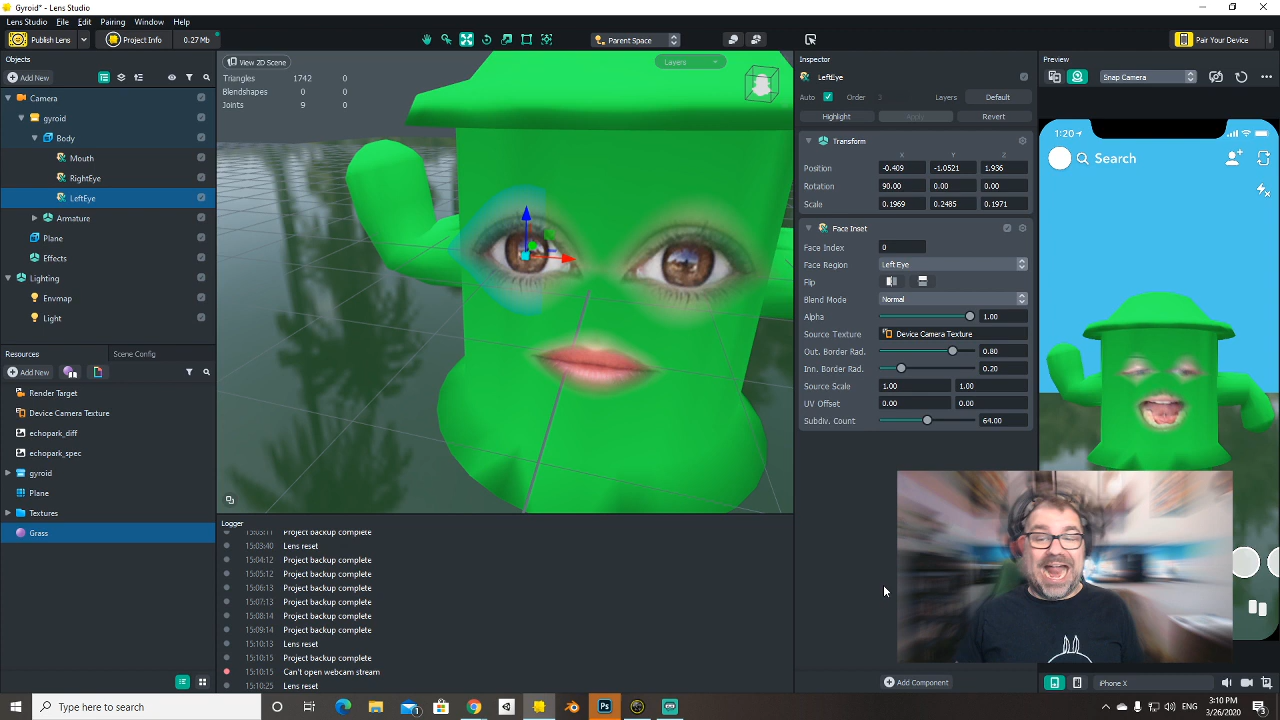 Gyroid* - Lens Studio
Lens Studio File Edit Pairing Window Help
Publish Lens Project Info 0.27 Mb Parent Space Pair Your Device
Objects
Add New
Camera
gyroid
Body
Mouth
RightEye
LeftEye
Armature
Plane
Effects
Lighting
Envmap
Light
Resources Scene Config
Add New
Render Target
Device Camera Texture
echopark_diff
echopark_spec
gyroid
Plane
Textures
Grass
View 2D Scene
Layers
Triangles 1742 0
Blendshapes 0 0
Joints 9 0
Logger
15:03:11 Project backup complete
15:03:40 Lens reset
15:04:12 Project backup complete
15:05:12 Project backup complete
15:06:13 Project backup complete
15:07:13 Project backup complete
15:08:14 Project backup complete
15:09:14 Project backup complete
15:10:13 Lens reset
15:10:15 Project backup complete
15:10:15 Can't open webcam stream
15:10:25 Lens reset
Inspector
LeftEye
Auto Order Layers Default
Highlight Apply Revert
Transform
X Y Z
Position -0.409 -1.0521 1.936
Rotation 90.00 0.00 0.00
Scale 0.1969 0.2485 0.1971
Face Inset
Face Index 0
Face Region Left Eye
Flip
Blend Mode Normal
Alpha 1.00
Source Texture Device Camera Texture
Out. Border Rad. 0.80
Inn. Border Rad. 0.20
Source Scale 1.00 1.00
UV Offset 0.00 0.00
Subdiv. Count 64.00
Add Component
Preview
Snap Camera
1:20
Search
iPhone X
Type here to search
Ps
ENG
3:10 PM
3/26/2020